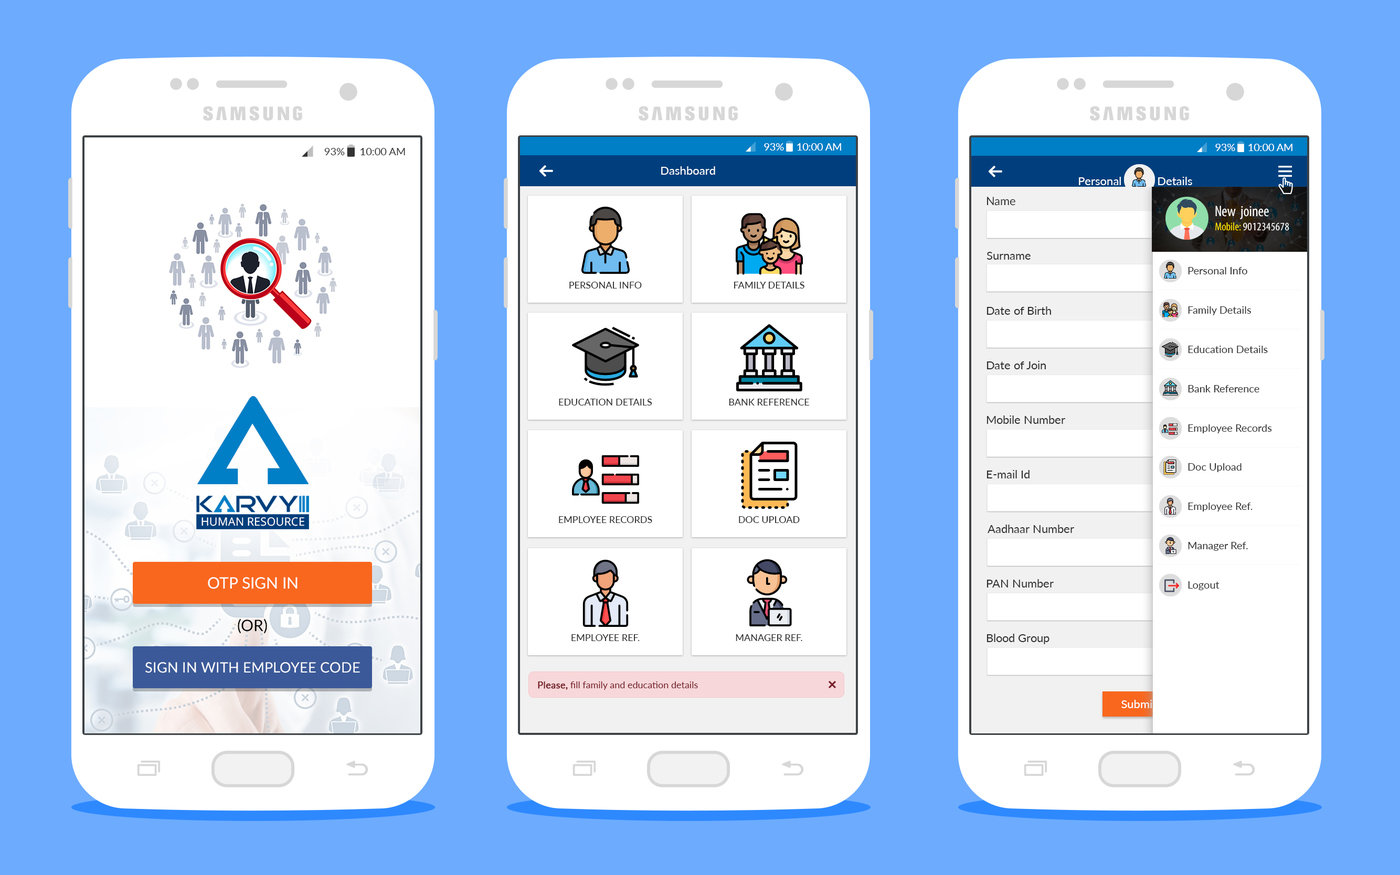 SAMSUNG
93% 10:00 AM
KARVY
HUMAN RESOURCE
OTP SIGN IN
(OR)
SIGN IN WITH EMPLOYEE CODE
SAMSUNG
93% 10:00 AM
Dashboard
PERSONAL INFO
FAMILY DETAILS
EDUCATION DETAILS
BANK REFERENCE
EMPLOYEE RECORDS
DOC UPLOAD
EMPLOYEE REF.
MANAGER REF.
Please, fill family and education details
SAMSUNG
93% 10:00 AM
Personal Details
Name
Surname
Date of Birth
Date of Join
Mobile Number
E-mail Id
Aadhaar Number
PAN Number
Blood Group
Submi
New joinee
Mobile: 9012345678
Personal Info
Family Details
Education Details
Bank Reference
Employee Records
Doc Upload
Employee Ref.
Manager Ref.
Logout